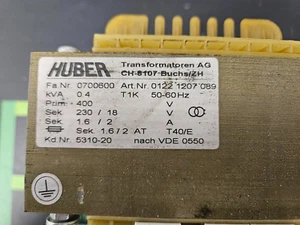 HUBER Transformatoren AG
CH-8107 Buchs/ZH
Fa Nr 0700600 Art.Nr. 0122 1207 089
kVA 0.4 T1K 50-60Hz
Prim 400 V
Sek 230 / 18 V
Sek 1.6 / 2 A
Sek 1.6 / 2 AT T40/E
Kd Nr 5310-20 nach VDE 0550